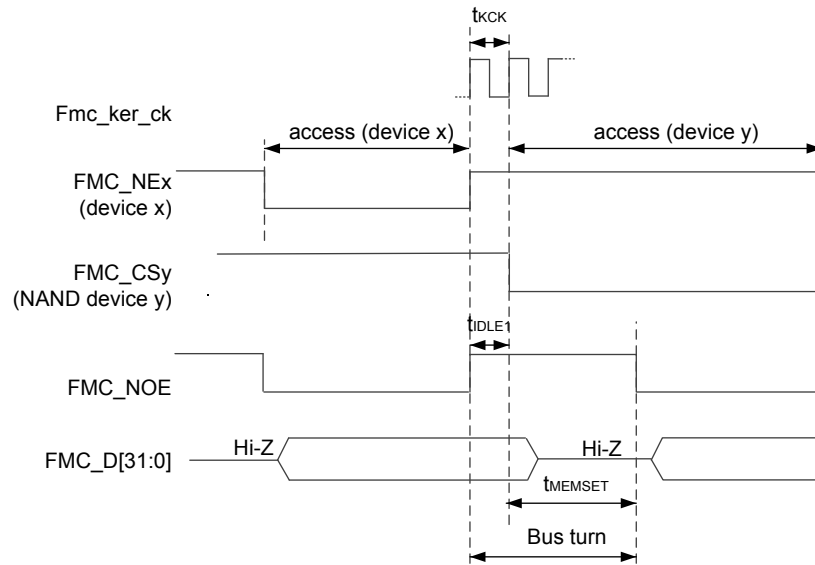 tKCK
Fmc_ker_ck
access (device x) access (device y)
FMC_NEx
(device x)
FMC_CSy
(NAND device y)
tIDLE1
FMC_NOE
Hi-Z Hi-Z
FMC_D[31:0]
tMEMSET
Bus turn